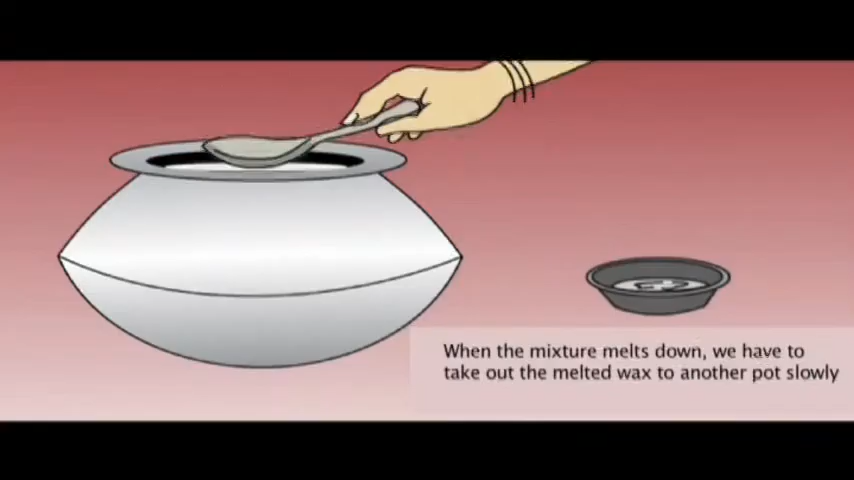 When the mixture melts down, we have to
take out the melted wax to another pot slowly